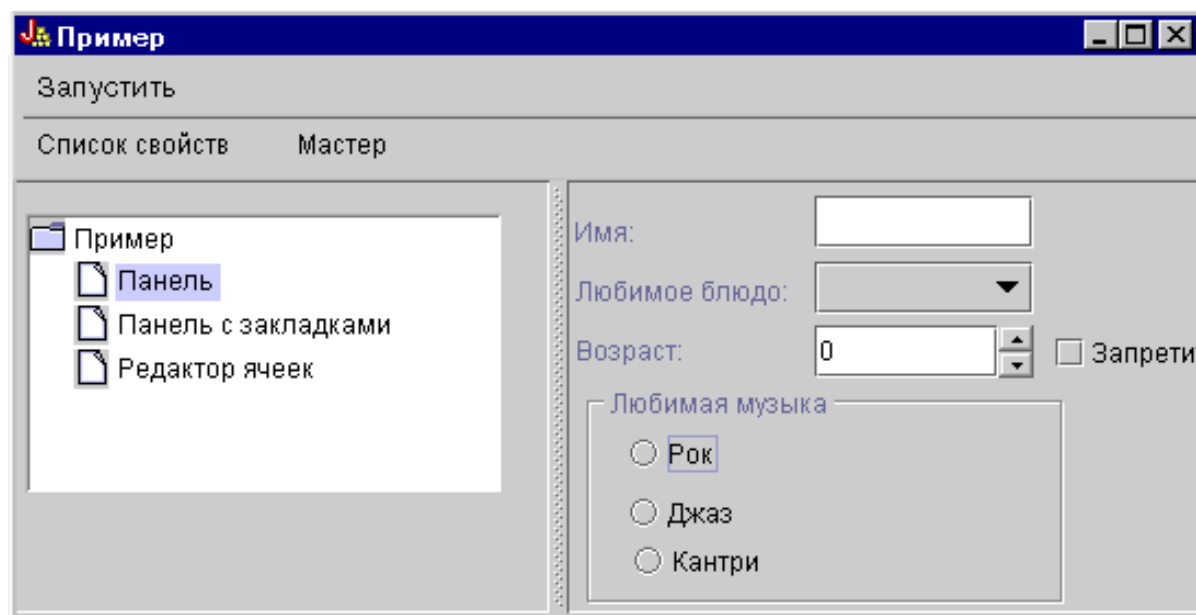 Пример
Запустить
Список свойств Мастер
Пример
Панель
Панель с закладками
Редактор ячеек
Имя:
Любимое блюдо:
Возраст: 0 Запрети
Любимая музыка
Рок
Джаз
Кантри